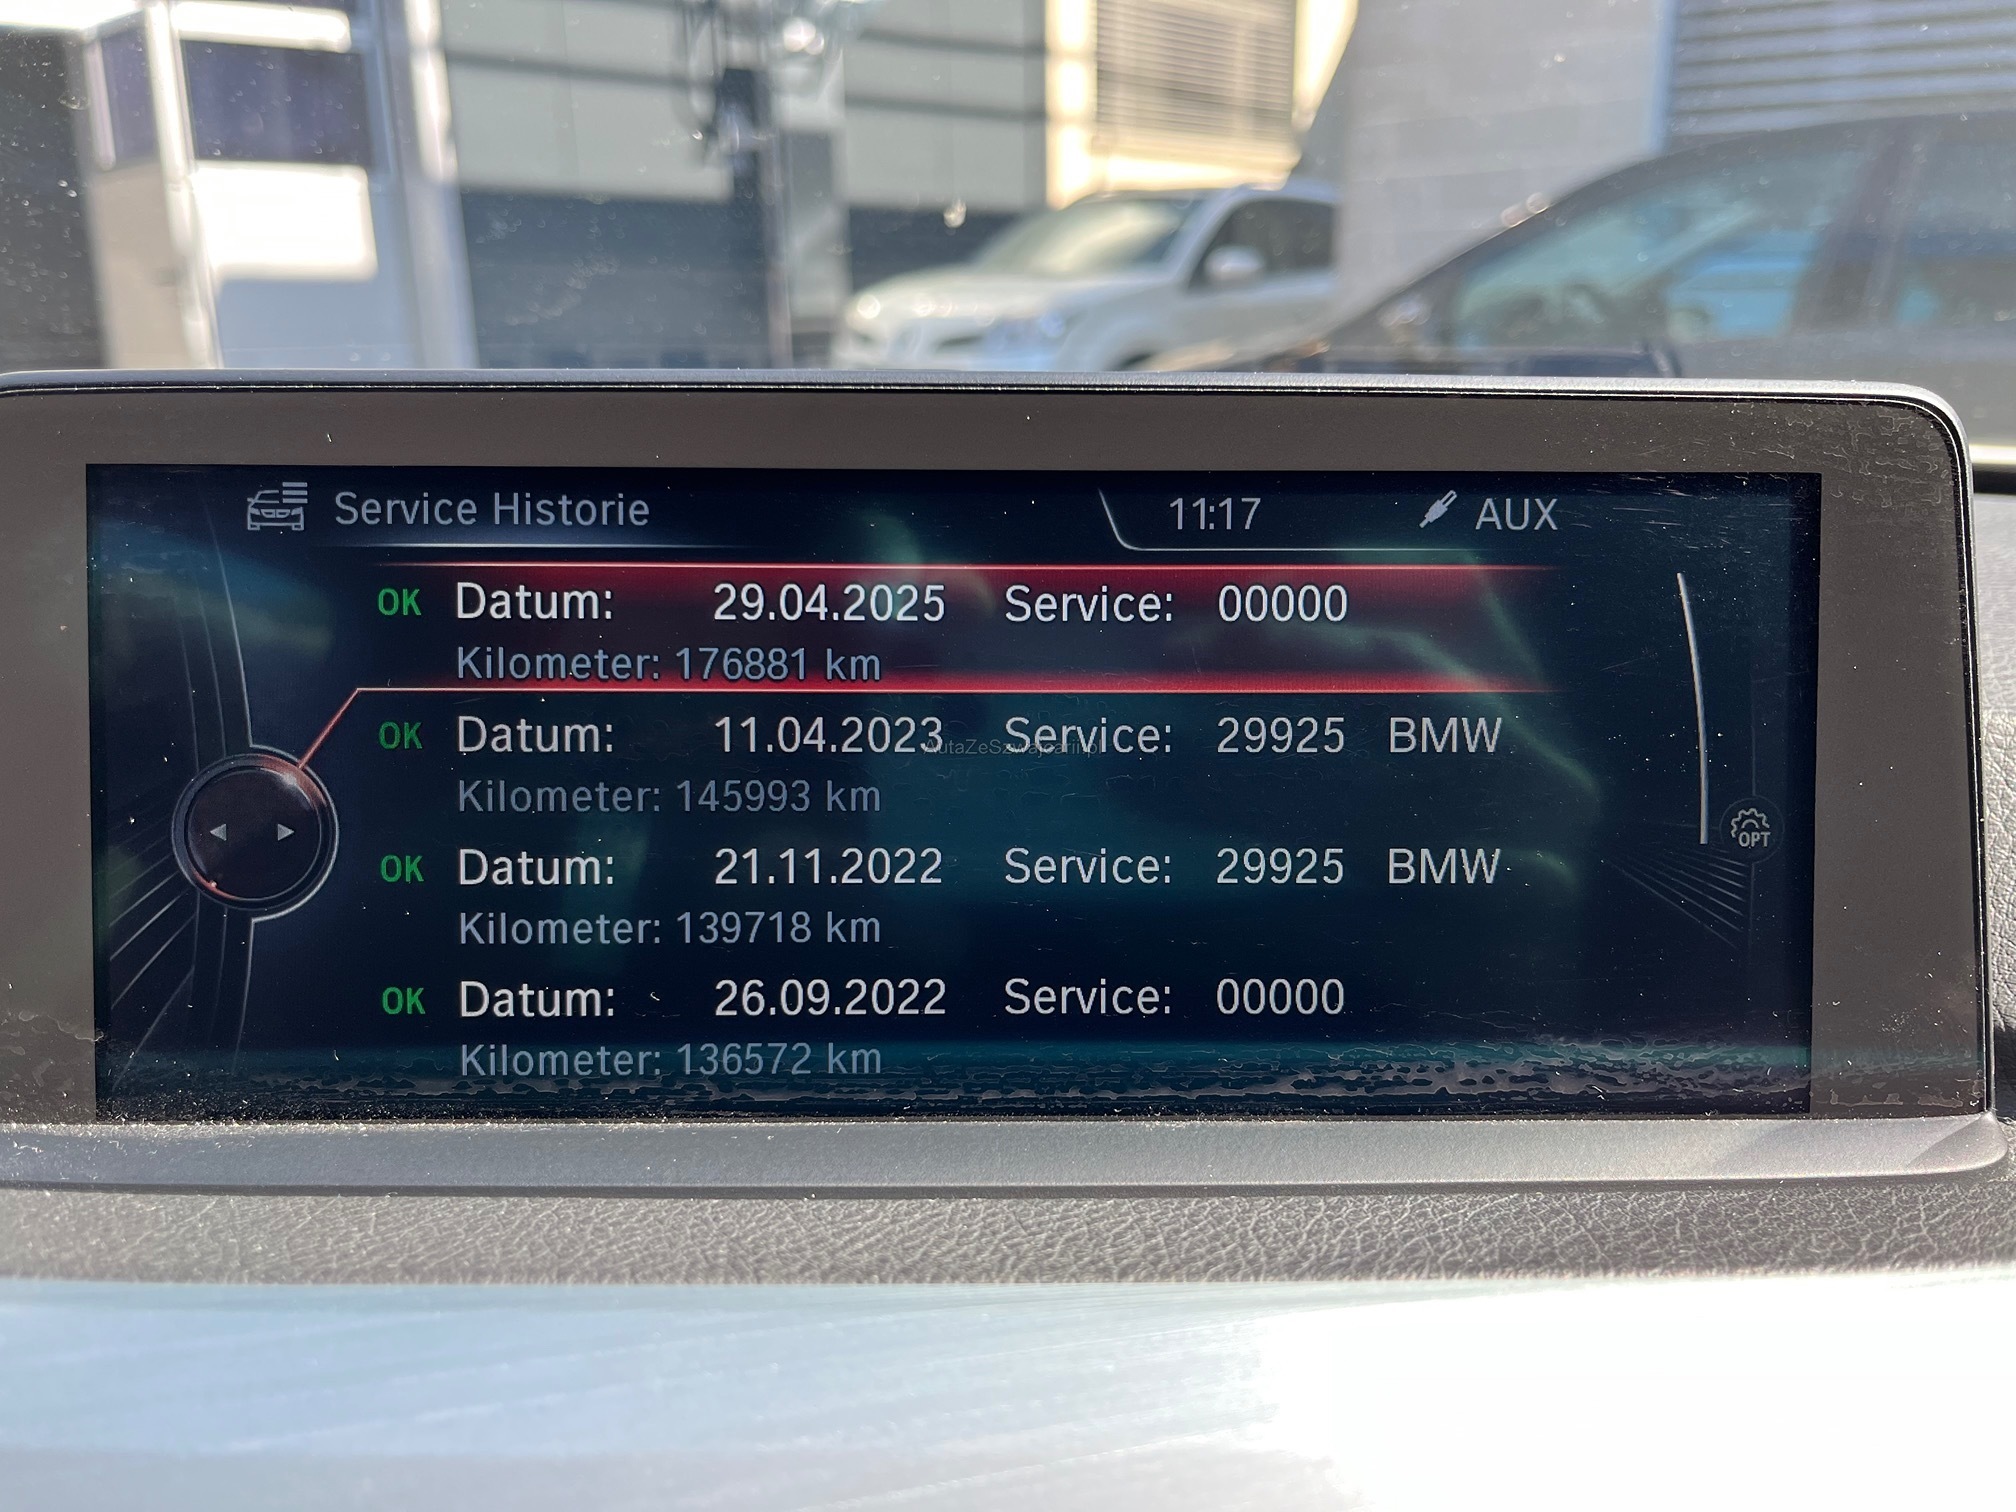 Service Historie 11:17 AUX
OK Datum: 29.04.2025 Service: 00000
Kilometer: 176881 km
OK Datum: 11.04.2023 Service: 29925 BMW
AutaZeSzwajcarii.pl
Kilometer: 145993 km
OPT
OK Datum: 21.11.2022 Service: 29925 BMW
Kilometer: 139718 km
OK Datum: 26.09.2022 Service: 00000
Kilometer: 136572 km